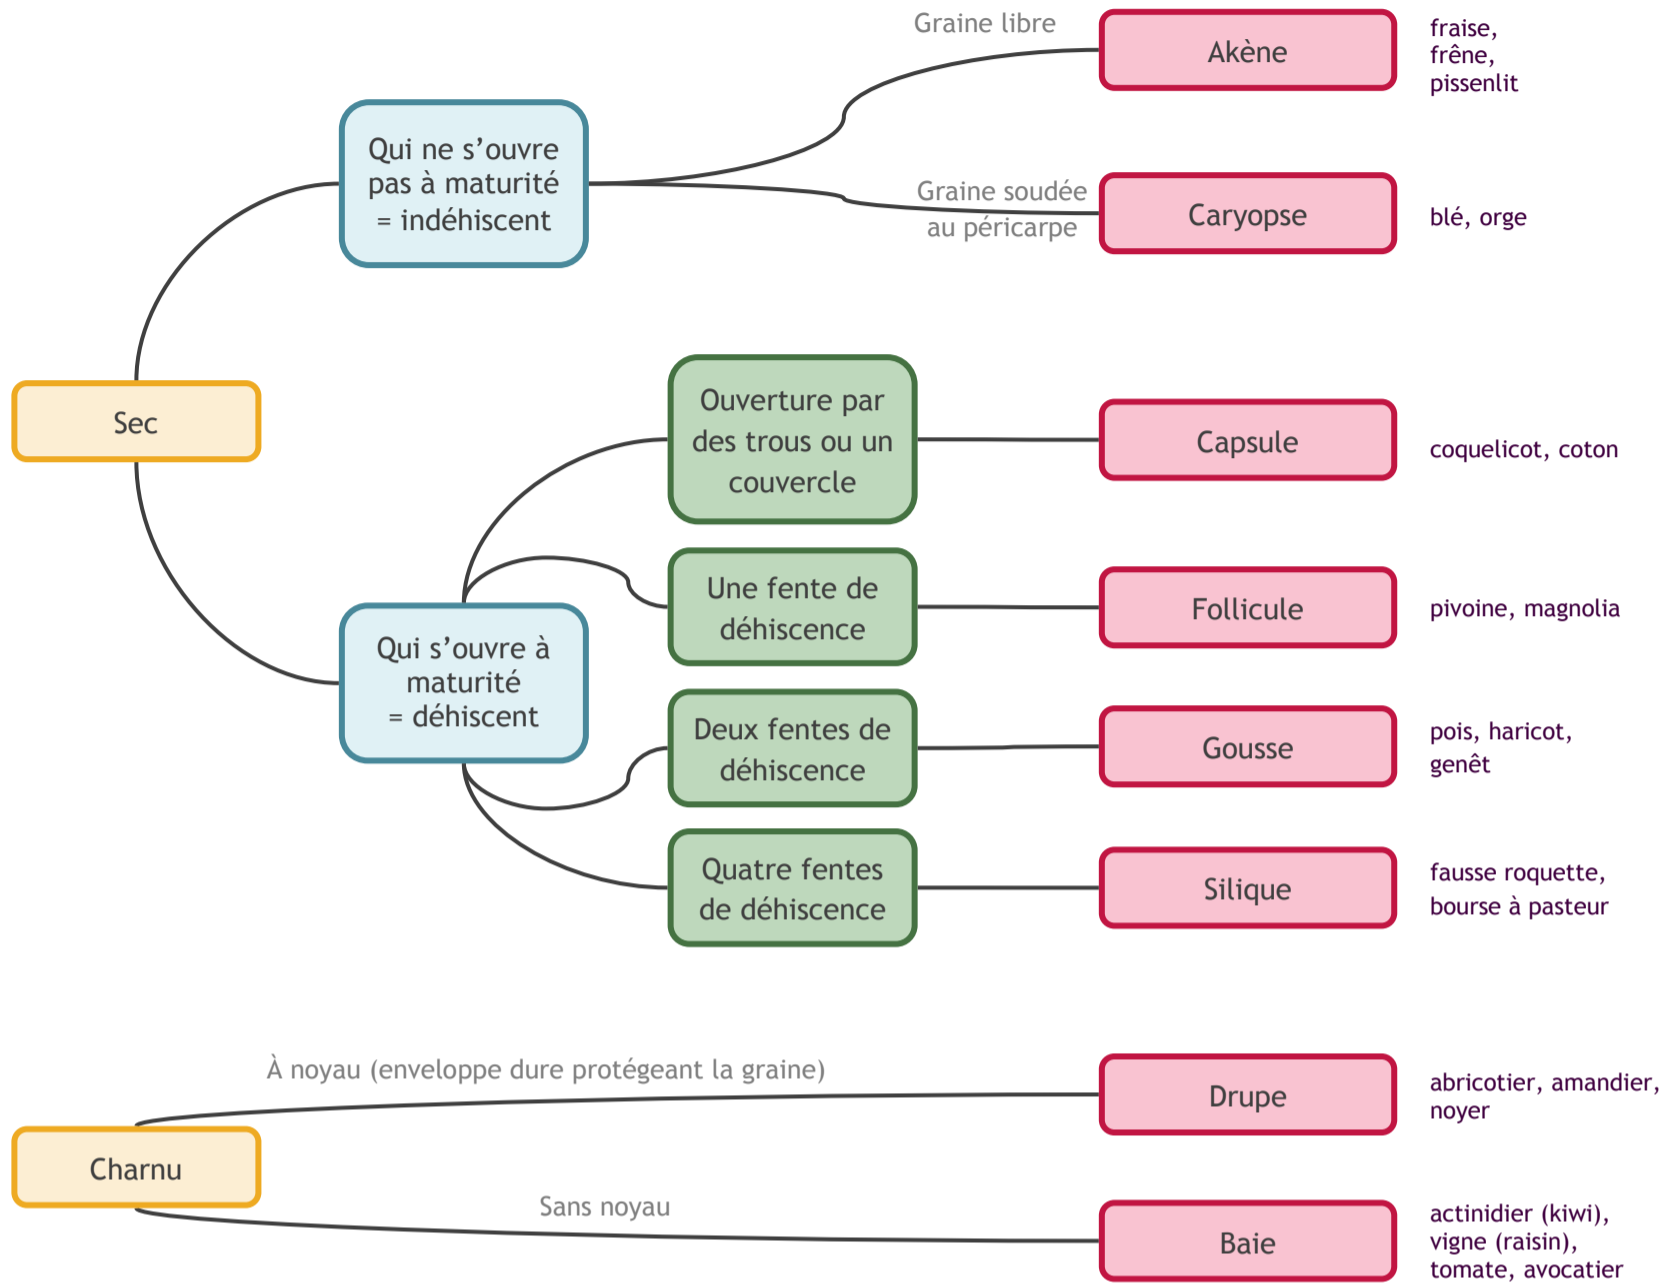 Graine libre
Akène
fraise,
frêne,
pissenlit
Qui ne s’ouvre
pas à maturité
= indéhiscent
Graine soudée
au péricarpe
Caryopse
blé, orge
Sec
Ouverture par
des trous ou un
couvercle
Capsule
coquelicot, coton
Une fente de
déhiscence
Follicule
pivoine, magnolia
Qui s’ouvre à
maturité
= déhiscent
Deux fentes de
déhiscence
Gousse
pois, haricot,
genêt
Quatre fentes
de déhiscence
Silique
fausse roquette,
bourse à pasteur
À noyau (enveloppe dure protégeant la graine)
Drupe
abricotier, amandier,
noyer
Charnu
Sans noyau
Baie
actinidier (kiwi),
vigne (raisin),
tomate, avocatier